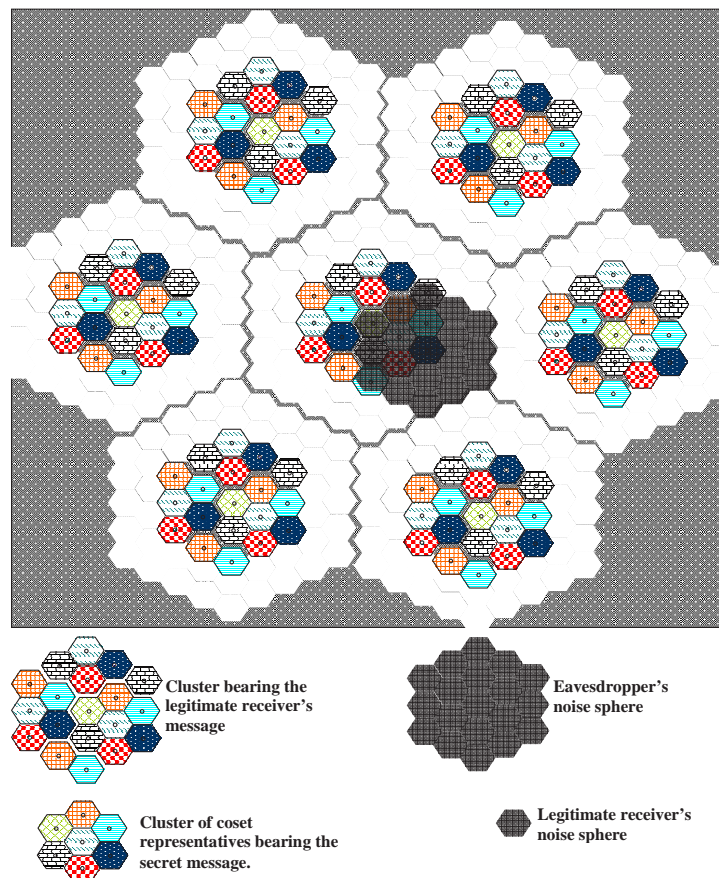 Cluster bearing the
legitimate receiver's
message
Eavesdropper's
noise sphere
Cluster of coset
representatives bearing the
secret message.
Legitimate receiver's
noise sphere